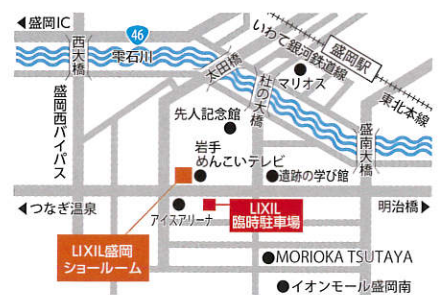 ◀盛岡IC
46
西大橋
雫石川
太田橋
いわて銀河鉄道線
盛岡駅
マリオス
東北本線
杜の大橋
先人記念館
盛岡西バイパス
盛南大橋
岩手
めんこいテレビ
遺跡の学び館
◀つなぎ温泉
アイスアリーナ
LIXIL
臨時駐車場
明治橋▶
LIXIL盛岡
ショールーム
MORIOKA TSUTAYA
イオンモール盛岡南